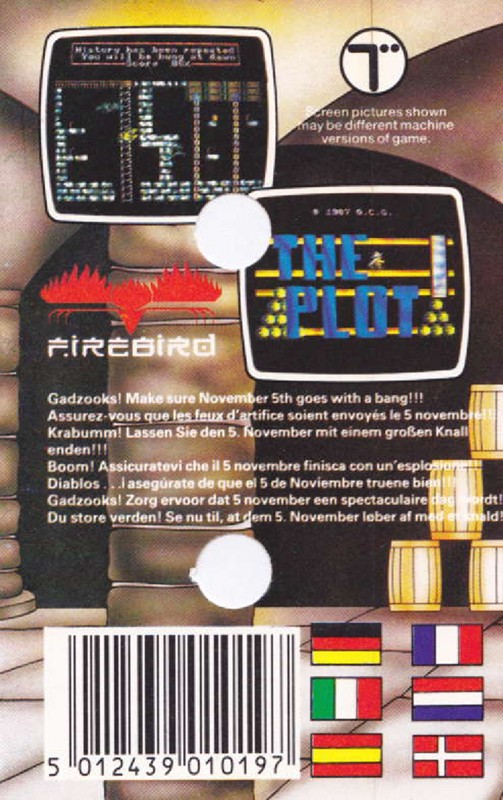 History has been repeated
You will be hung at dawn
Score 88%
Screen pictures shown
may be different machine
versions of game.
© 1987 O.C.G.
THE
PLOT
FIREBIRD
Gadzooks! Make sure November 5th goes with a bang!!!
Assurez-vous que les feux d'artifice soient envoyés le 5 novembre!!!
Krabumm! Lassen Sie den 5. November mit einem großen Knall
enden!!!
Boom! Assicuratevi che il 5 novembre finisca con un'esplosione!!!
Diablos . . .¡ asegúrate de que el 5 de Noviembre truene bien!!!
Gadzooks! Zorg ervoor dat 5 november een spectaculaire dag wordt!
Du store verden! Se nu til, at dem 5. November løber af med et knald!
5 012439 010197